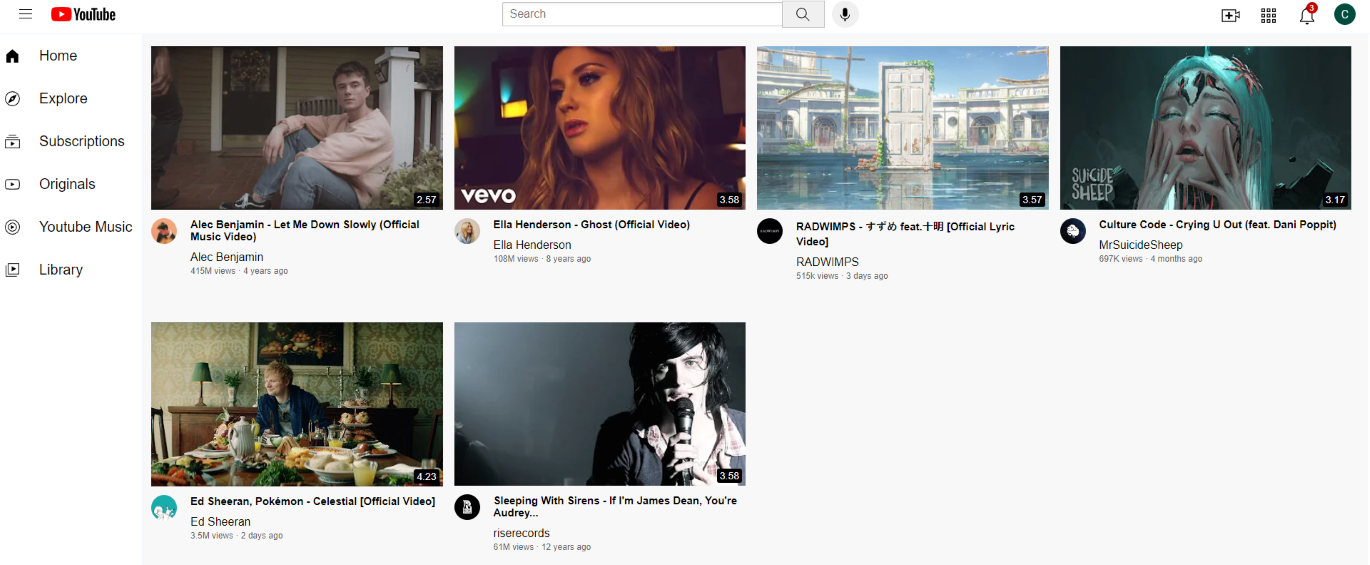 YouTube
Search
3
C
Home
Explore
Subscriptions
Originals
Youtube Music
Library
2.57
Alec Benjamin - Let Me Down Slowly (Official
Music Video)
Alec Benjamin
415M views · 4 years ago
vevo
3.58
Ella Henderson - Ghost (Official Video)
Ella Henderson
108M views · 8 years ago
3.57
RADWIMPS
RADWIMPS - すずめ feat.十明 [Official Lyric
Video]
RADWIMPS
515k views · 3 days ago
SUiCIDE
SHEEP
3.17
Culture Code - Crying U Out (feat. Dani Poppit)
MrSuicideSheep
697K views · 4 months ago
4.23
Ed Sheeran, Pokémon - Celestial [Official Video]
Ed Sheeran
3.5M views · 2 days ago
3.58
Sleeping With Sirens - If I'm James Dean, You're
Audrey...
riserecords
61M views · 12 years ago